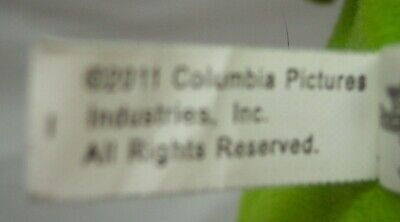 ©2011 Columbia Pictures
Industries, Inc.
All Rights Reserved.